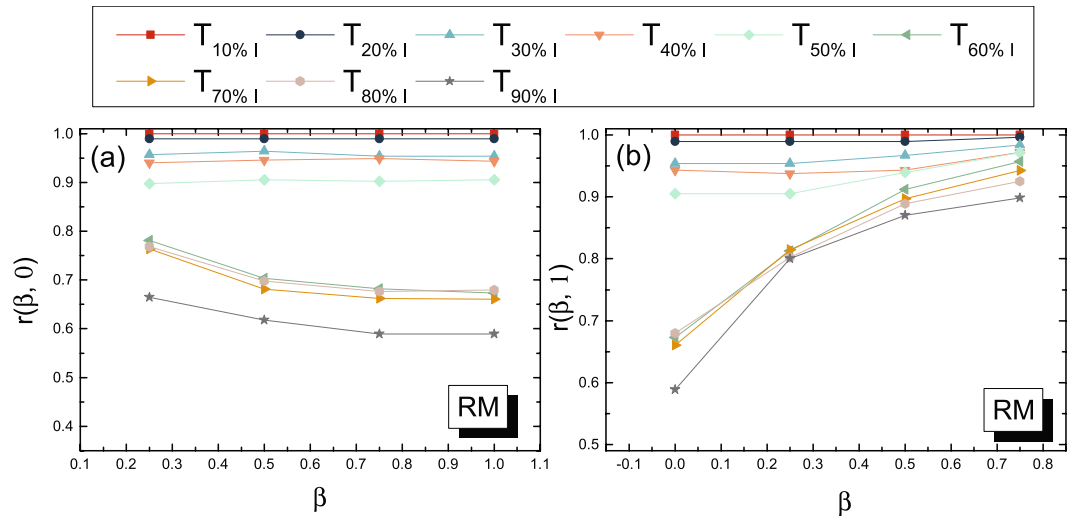 T10% I T20% I T30% I T40% I T50% I T60% I
T70% I T80% I T90% I
(a)
r(β, 0)
1.0
0.9
0.8
0.7
0.6
0.5
0.4
RM
0.1 0.2 0.3 0.4 0.5 0.6 0.7 0.8 0.9 1.0 1.1
β
(b)
r(β, 1)
1.0
0.9
0.8
0.7
0.6
0.5
RM
-0.1 0.0 0.1 0.2 0.3 0.4 0.5 0.6 0.7 0.8
β